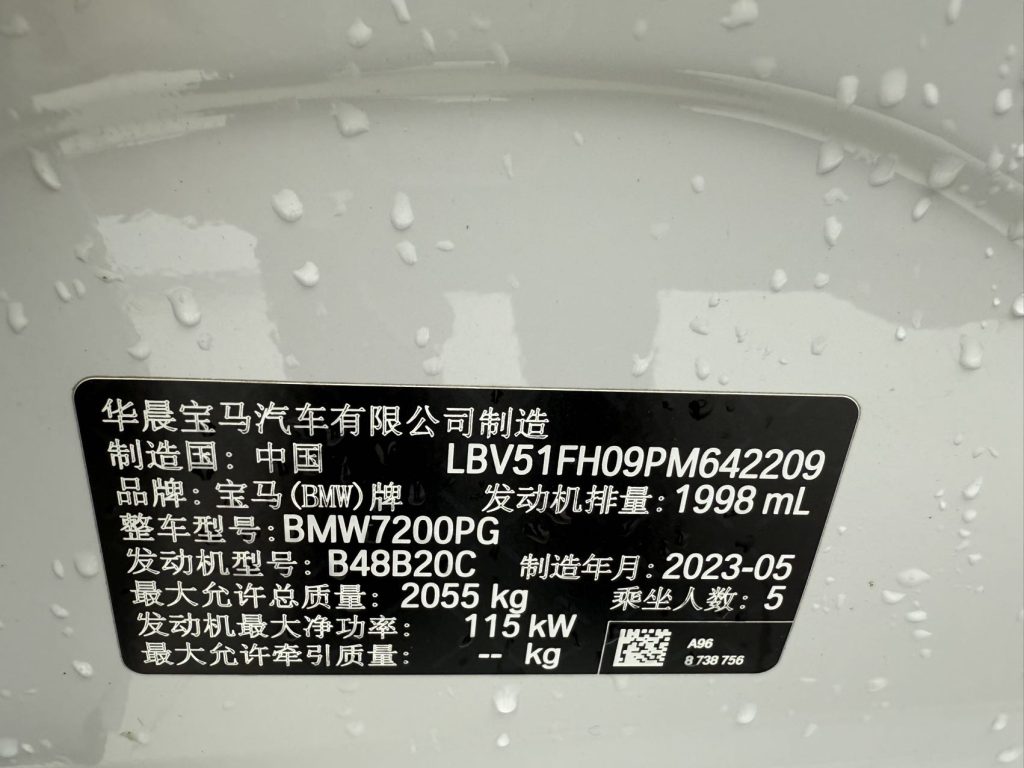 华晨宝马汽车有限公司制造
制造国：中国 LBV51FH09PM642209
品牌：宝马(BMW)牌 发动机排量：1998 mL
整车型号：BMW7200PG
发动机型号：B48B20C 制造年月：2023-05
最大允许总质量：2055 kg 乘坐人数：5
发动机最大净功率：115 kW
最大允许牵引质量：-- kg
A96
8 738 756